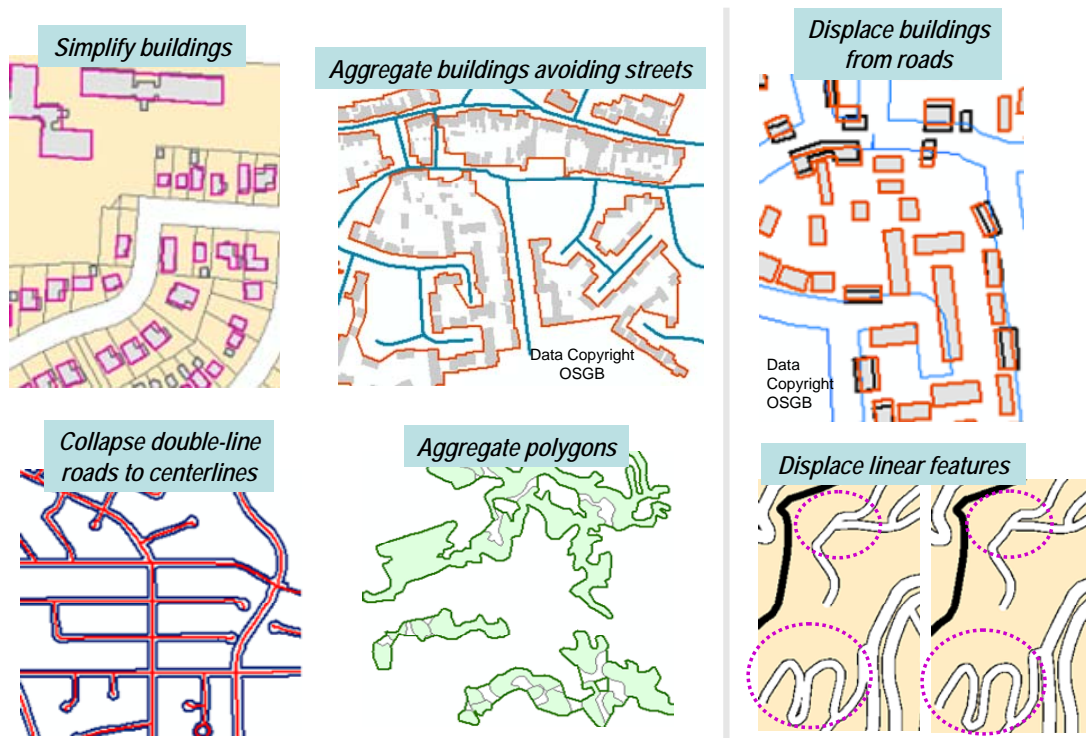 Simplify buildings
Aggregate buildings avoiding streets
Data Copyright
OSGB
Displace buildings
from roads
Data
Copyright
OSGB
Collapse double-line
roads to centerlines
Aggregate polygons
Displace linear features